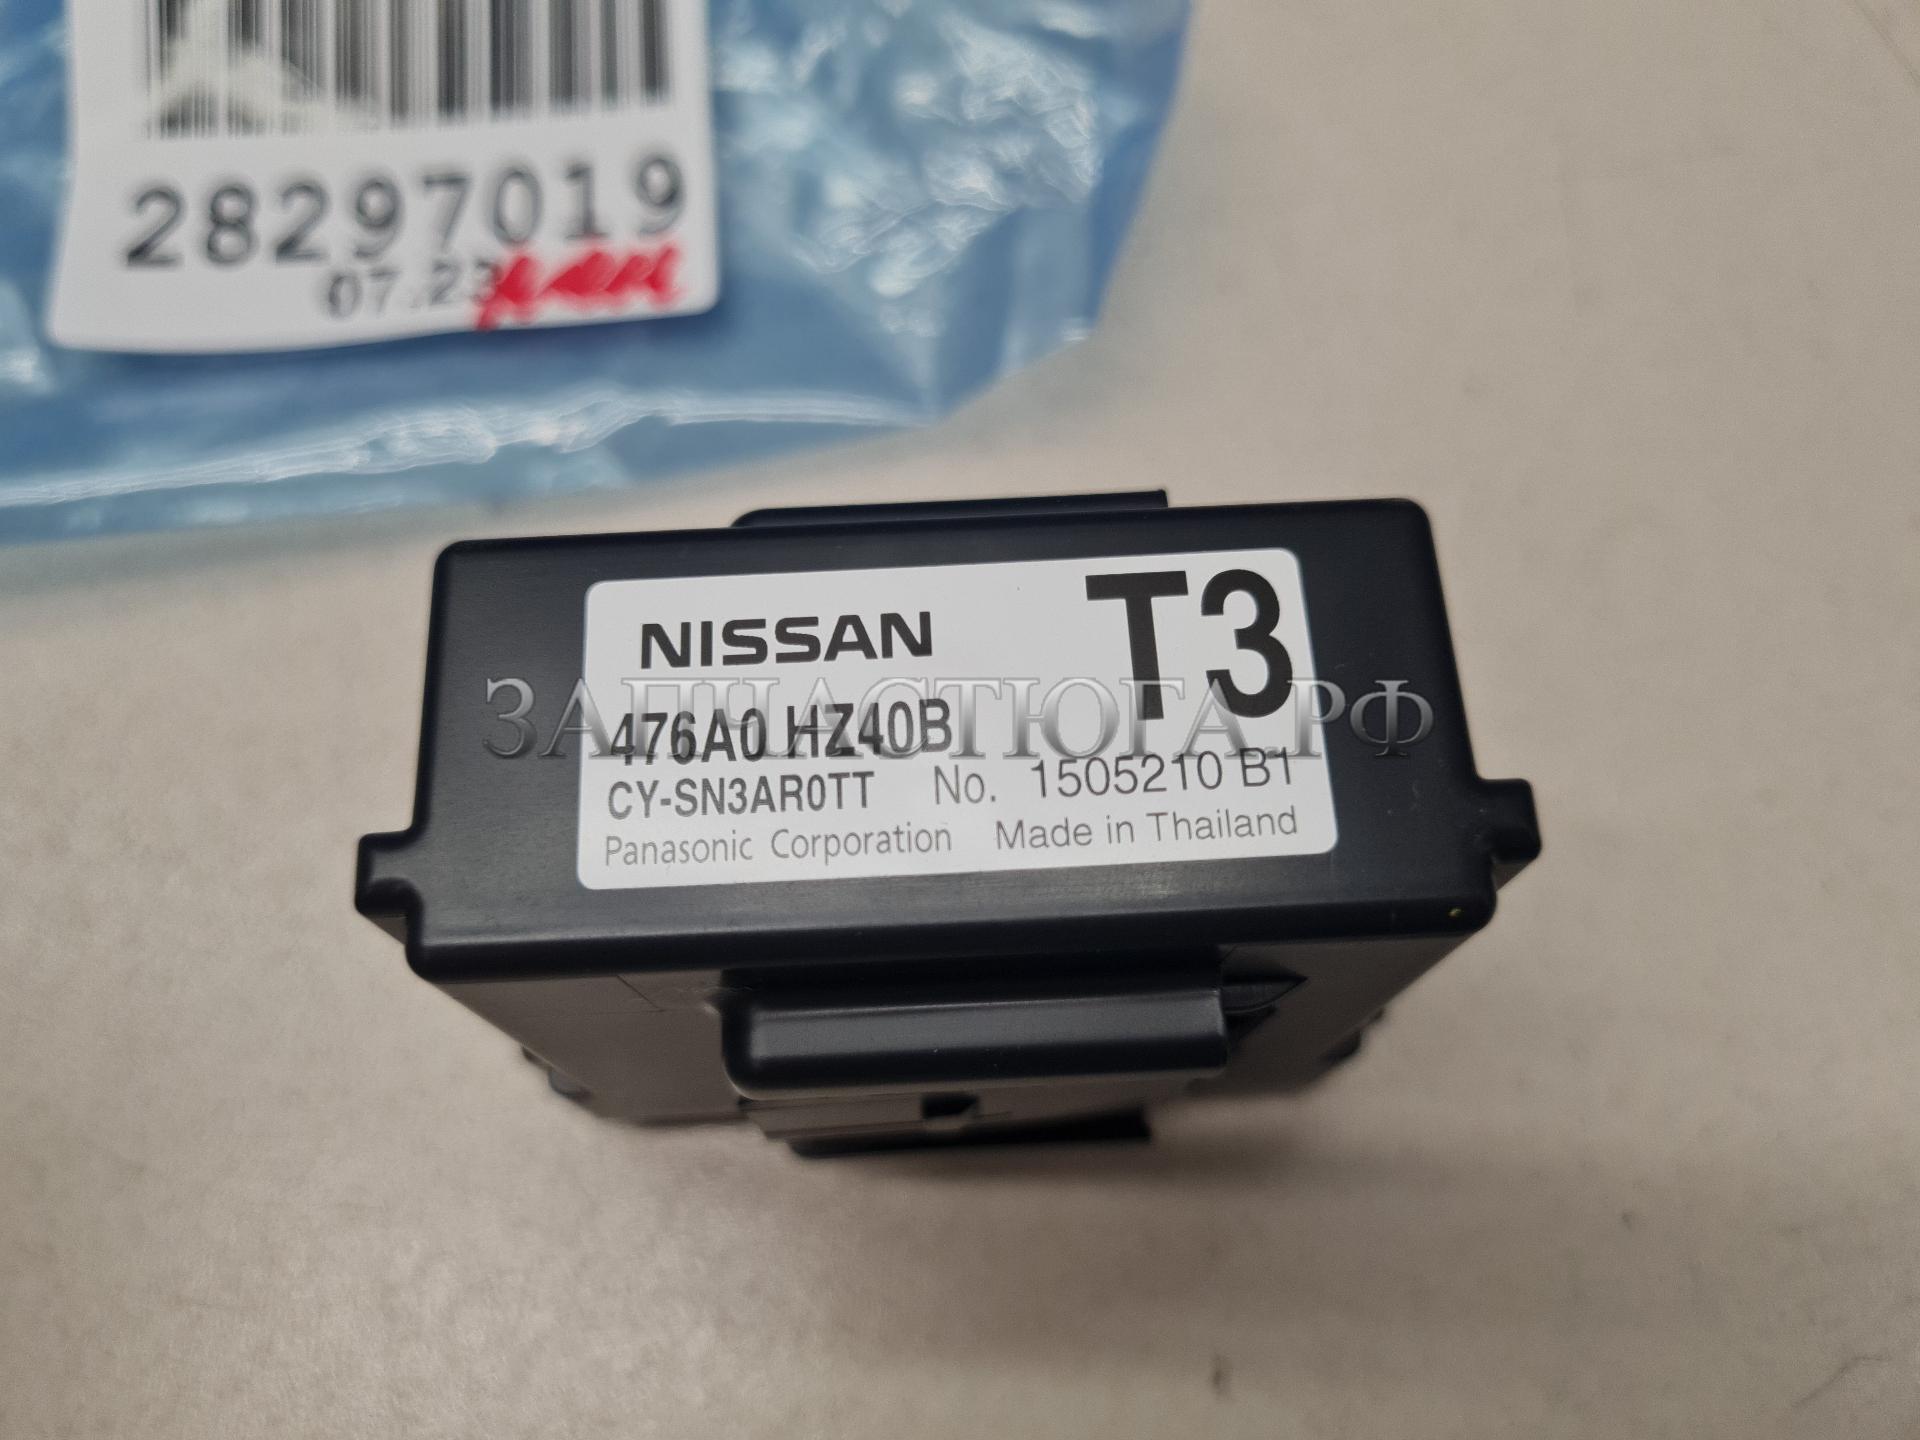 28297019
07.23
NISSAN T3
476A0 HZ40B
CY-SN3AR0TT No. 1505210 B1
Panasonic Corporation Made in Thailand
ЗАПЧАСТЮГА.РФ